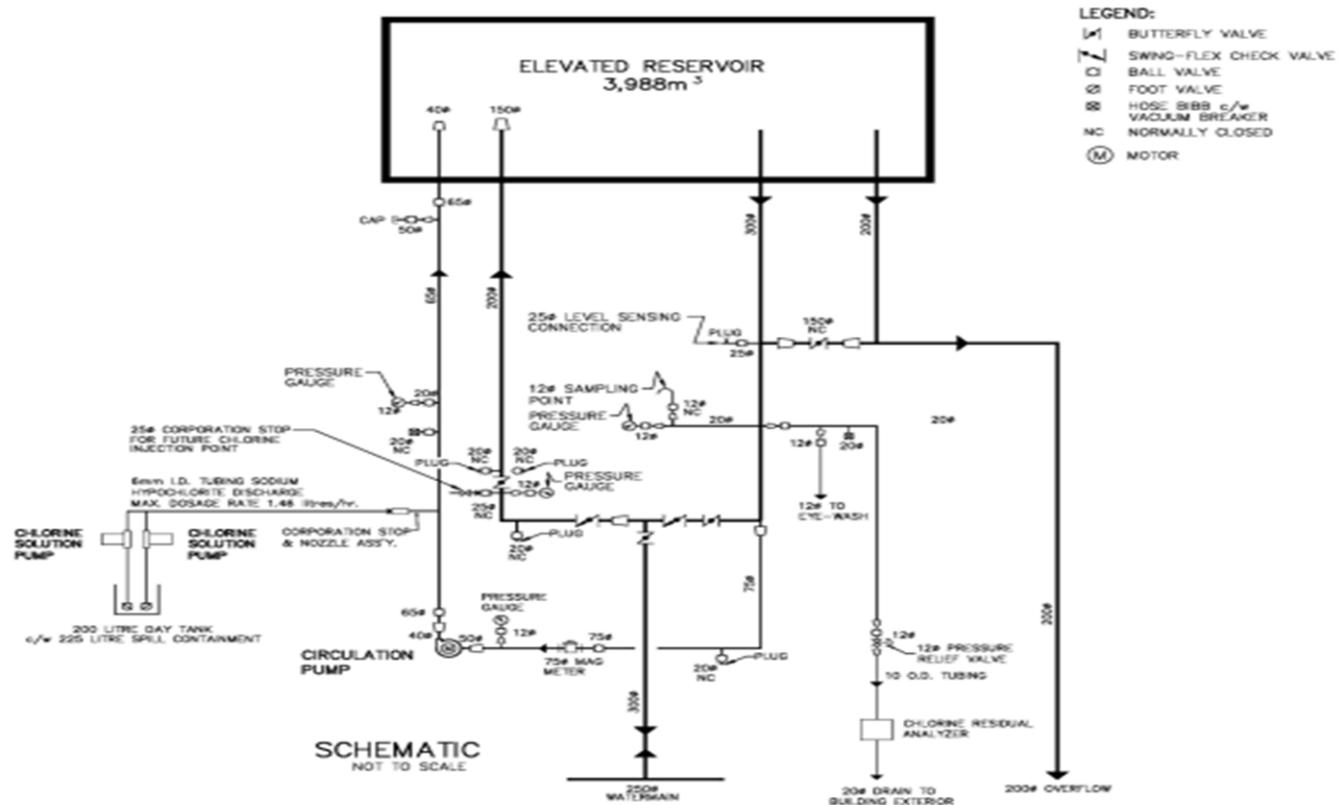 LEGEND:
BUTTERFLY VALVE
SWING-FLEX CHECK VALVE
BALL VALVE
FOOT VALVE
HOSE BIBB c/w
VACUUM BREAKER
NC NORMALLY CLOSED
M MOTOR
ELEVATED RESERVOIR
3,988m³
40ø
150ø
65ø
CAP
50ø
300ø
200ø
65ø
200ø
25ø LEVEL SENSING
CONNECTION
PLUG
25ø
150ø
NC
PRESSURE
GAUGE
20ø
12ø
12ø SAMPLING
POINT
PRESSURE
GAUGE
12ø
NC
20ø
12ø
20ø
25ø CORPORATION STOP
FOR FUTURE CHLORINE
INJECTION POINT
20ø
NC
12ø
20ø
PLUG
20ø
NC
20ø
NC
PLUG
12ø
PRESSURE
GAUGE
25ø
NC
6mm I.D. TUBING SODIUM
HYPOCHLORITE DISCHARGE
MAX. DOSAGE RATE 1.46 litres/hr.
12ø TO
EYE-WASH
CHLORINE
SOLUTION
PUMP
CHLORINE
SOLUTION
PUMP
CORPORATION STOP
& NOZZLE ASS'Y.
PLUG
20ø
NC
75ø
200 LITRE DAY TANK
c/w 225 LITRE SPILL CONTAINMENT
65ø
40ø
50ø
PRESSURE
GAUGE
12ø
75ø
75ø MAG
METER
CIRCULATION
PUMP
M
PLUG
20ø
NC
200ø
12ø
12ø PRESSURE
RELIEF VALVE
10 O.D. TUBING
300ø
CHLORINE RESIDUAL
ANALYZER
SCHEMATIC
NOT TO SCALE
250ø
WATERMAIN
20ø DRAIN TO
BUILDING EXTERIOR
200ø OVERFLOW